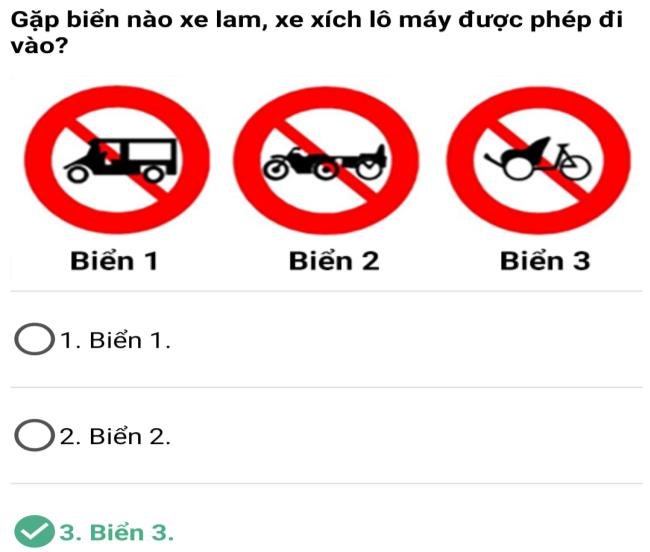 Gặp biển nào xe lam, xe xích lô máy được phép đi
vào?
Biển 1
Biển 2
Biển 3
1. Biển 1.
2. Biển 2.
3. Biển 3.